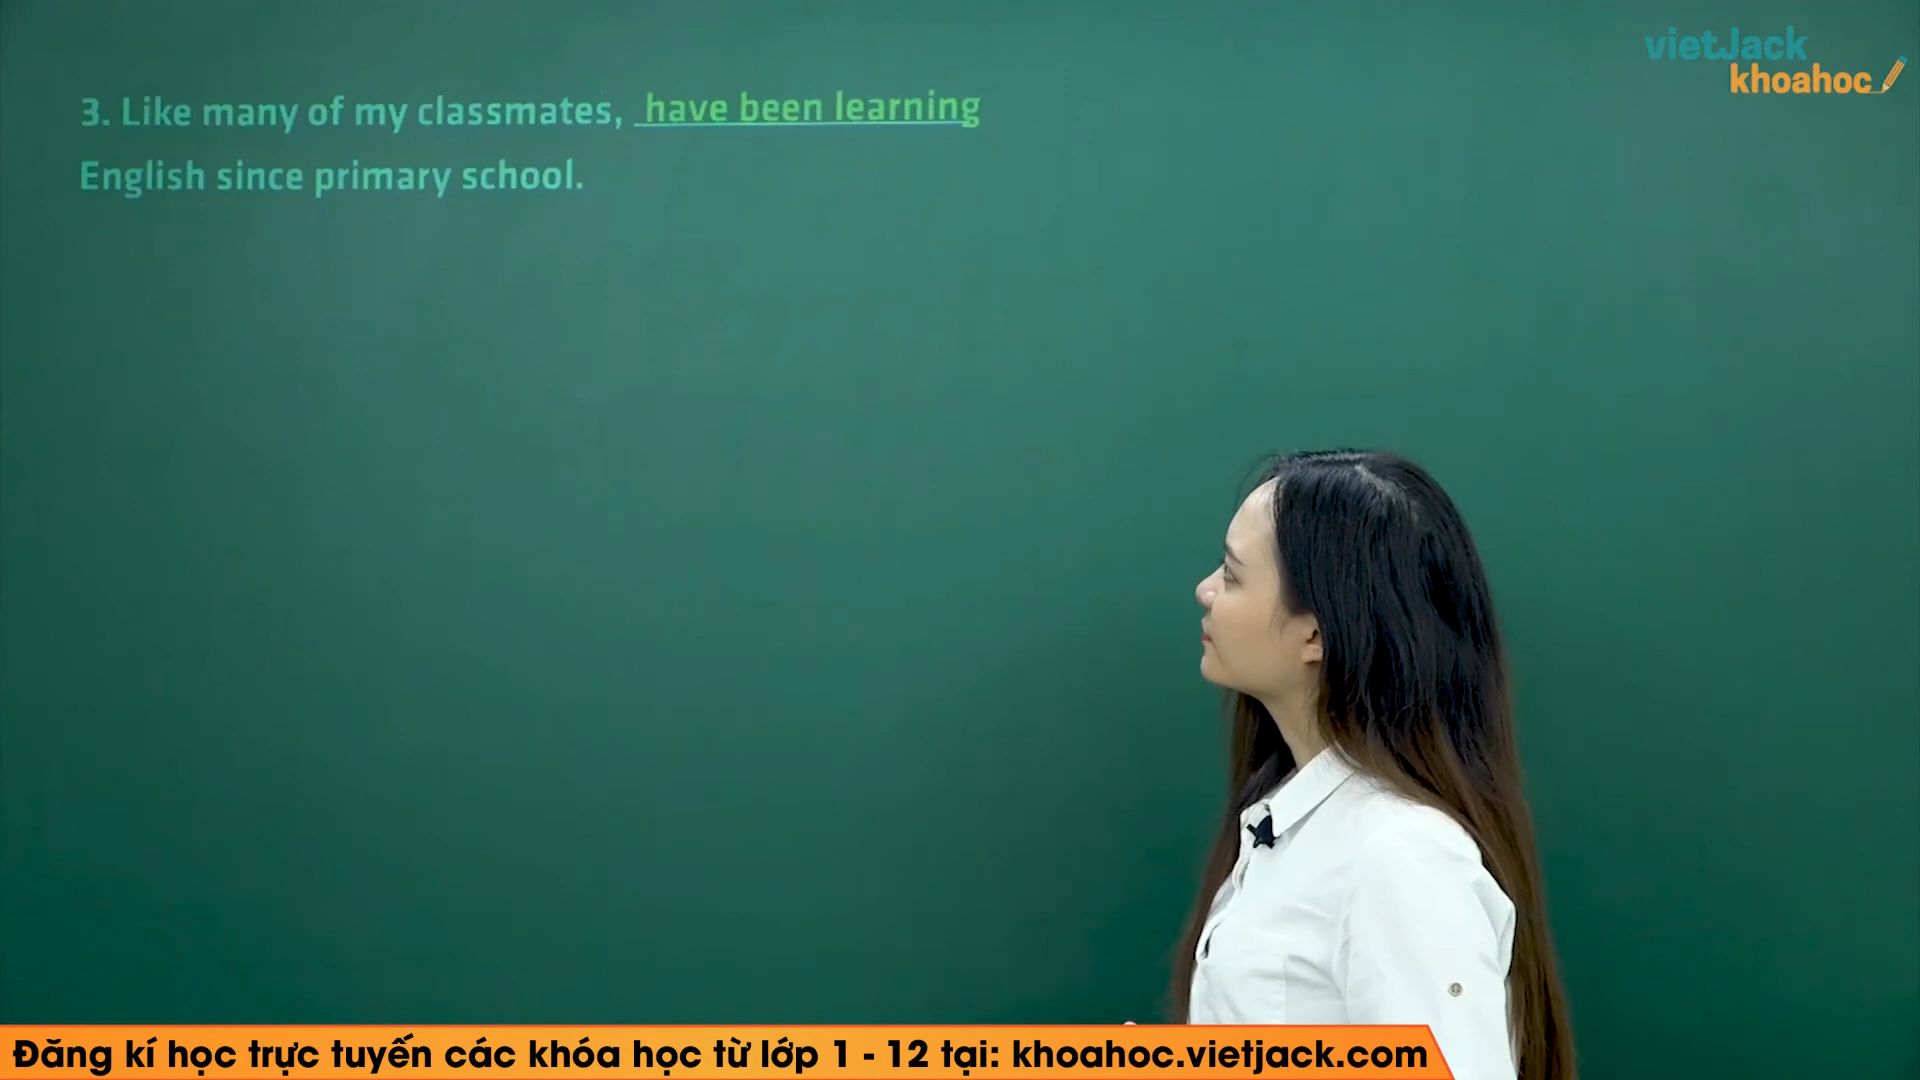 vietJack
khoahoc
3. Like many of my classmates, have been learning
English since primary school.
Đăng kí học trực tuyến các khóa học từ lớp 1 - 12 tại: khoahoc.vietjack.com